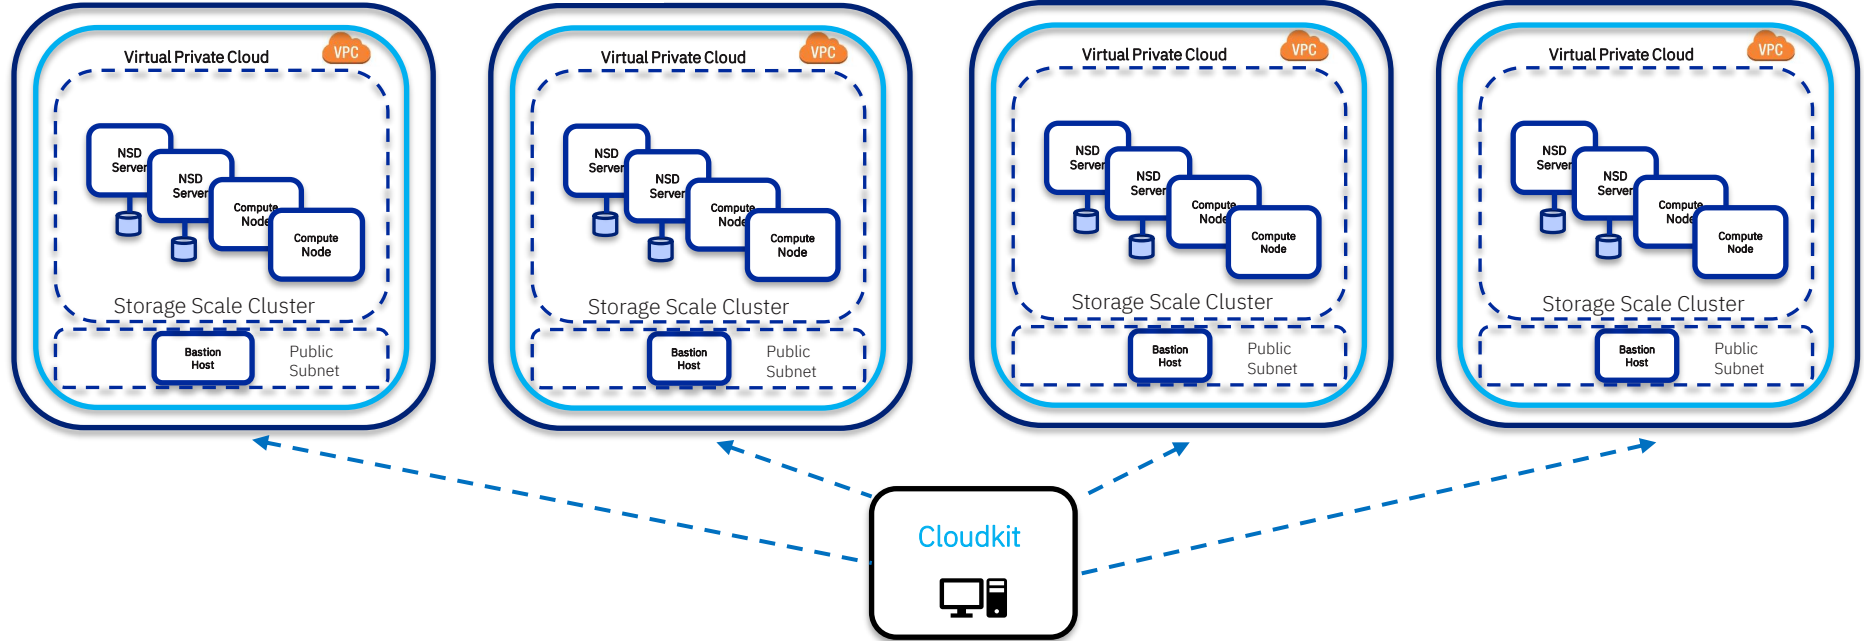 Virtual Private Cloud
VPC
NSD
Server
NSD
Server
Compute
Node
Compute
Node
Storage Scale Cluster
Bastion
Host
Public
Subnet
Virtual Private Cloud
VPC
NSD
Server
NSD
Server
Compute
Node
Compute
Node
Storage Scale Cluster
Bastion
Host
Public
Subnet
Virtual Private Cloud
VPC
NSD
Server
NSD
Server
Compute
Node
Compute
Node
Storage Scale Cluster
Bastion
Host
Public
Subnet
Virtual Private Cloud
VPC
NSD
Server
NSD
Server
Compute
Node
Compute
Node
Storage Scale Cluster
Bastion
Host
Public
Subnet
Cloudkit